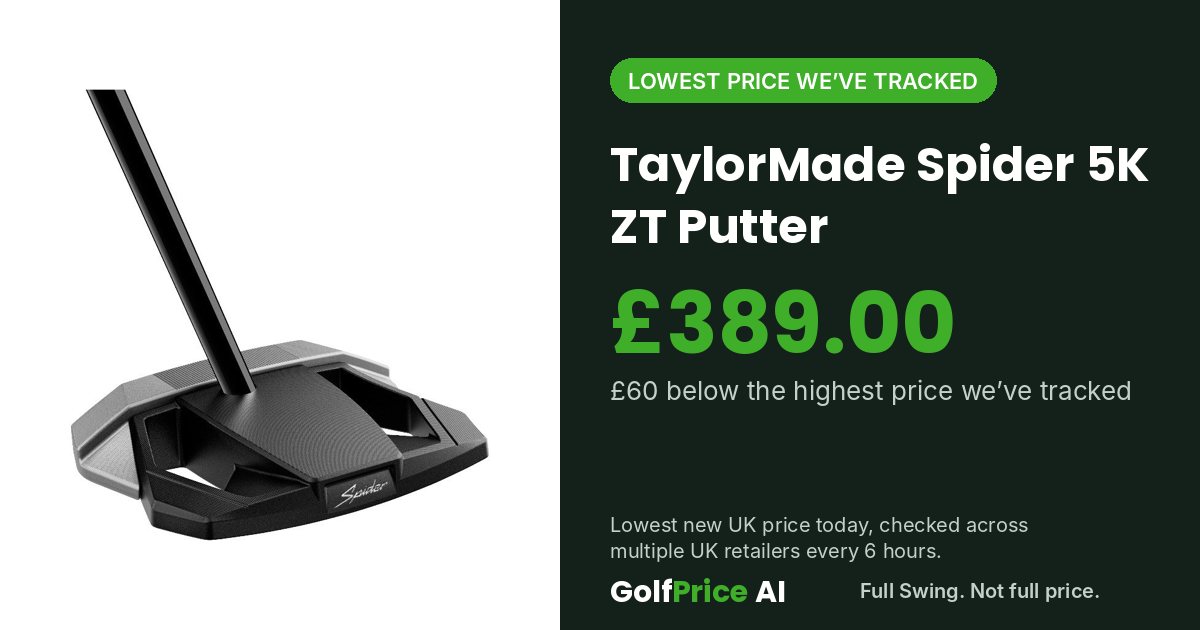 LOWEST PRICE WE’VE TRACKED
TaylorMade Spider 5K
ZT Putter
£389.00
£60 below the highest price we’ve tracked
Spider
Lowest new UK price today, checked across
multiple UK retailers every 6 hours.
GolfPrice AI
Full Swing. Not full price.